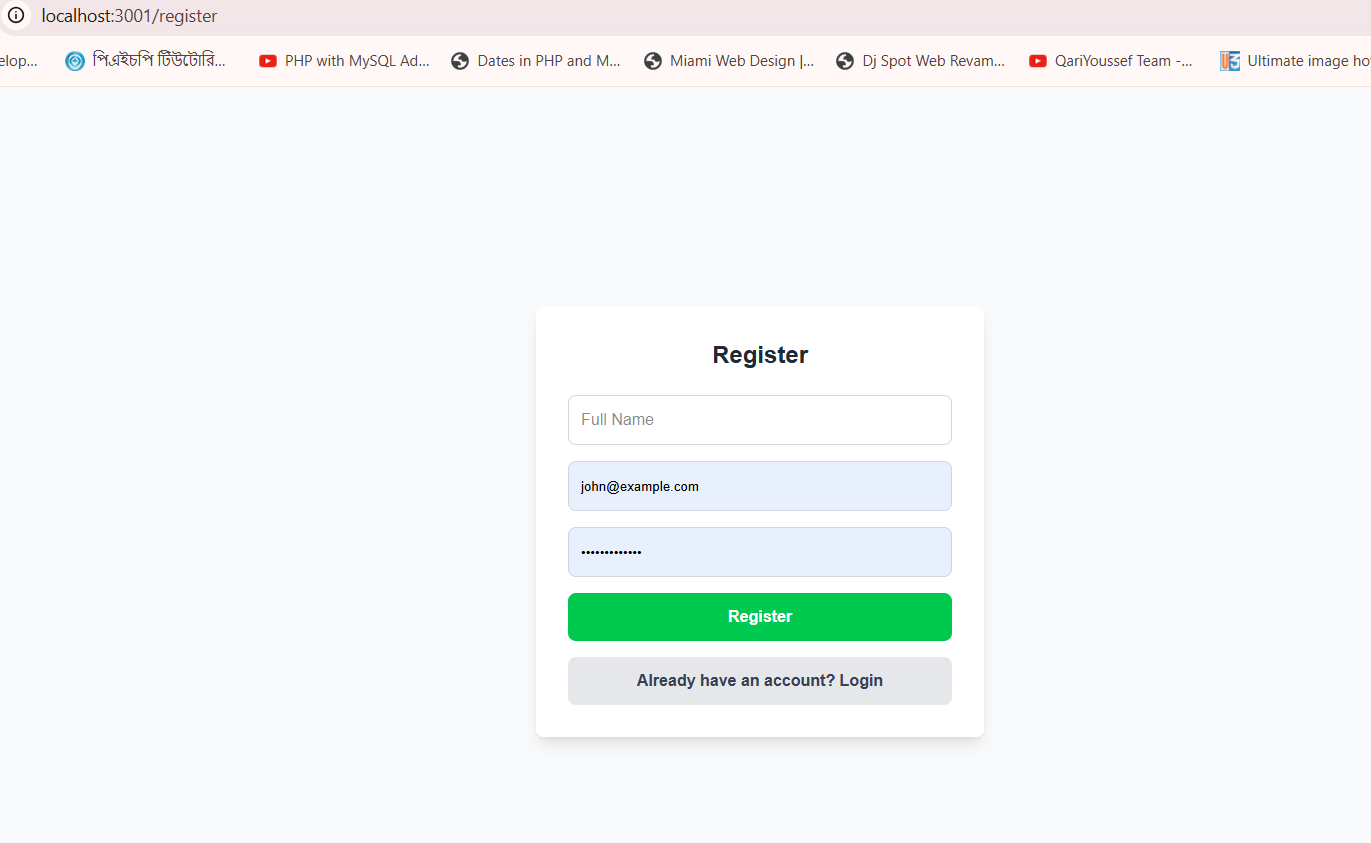 localhost:3001/register
elop... পিএইচপি টিউটোরি... PHP with MySQL Ad... Dates in PHP and M... Miami Web Design |... Dj Spot Web Revam... QariYoussef Team -... Ultimate image ho
Register
Full Name
john@example.com
•••••••••••••
Register
Already have an account? Login